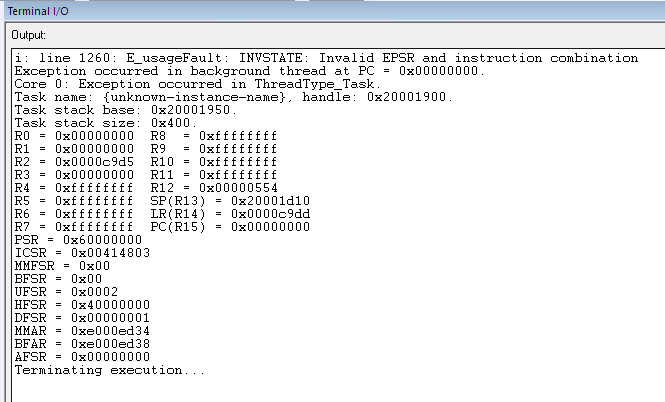 Terminal I/O
Output:
i: line 1260: E_usageFault: INVSTATE: Invalid EPSR and instruction combination
Exception occurred in background thread at PC = 0x00000000.
Core 0: Exception occurred in ThreadType_Task.
Task name: {unknown-instance-name}, handle: 0x20001900.
Task stack base: 0x20001950.
Task stack size: 0x400.
R0 = 0x00000000  R8  = 0xffffffff
R1 = 0x00000000  R9  = 0xffffffff
R2 = 0x0000c9d5  R10 = 0xffffffff
R3 = 0x00000000  R11 = 0xffffffff
R4 = 0xffffffff  R12 = 0x00000554
R5 = 0xffffffff  SP(R13) = 0x20001d10
R6 = 0xffffffff  LR(R14) = 0x0000c9dd
R7 = 0xffffffff  PC(R15) = 0x00000000
PSR = 0x60000000
ICSR = 0x00414803
MMFSR = 0x00
BFSR = 0x00
UFSR = 0x0002
HFSR = 0x40000000
DFSR = 0x00000001
MMAR = 0xe000ed34
BFAR = 0xe000ed38
AFSR = 0x00000000
Terminating execution...